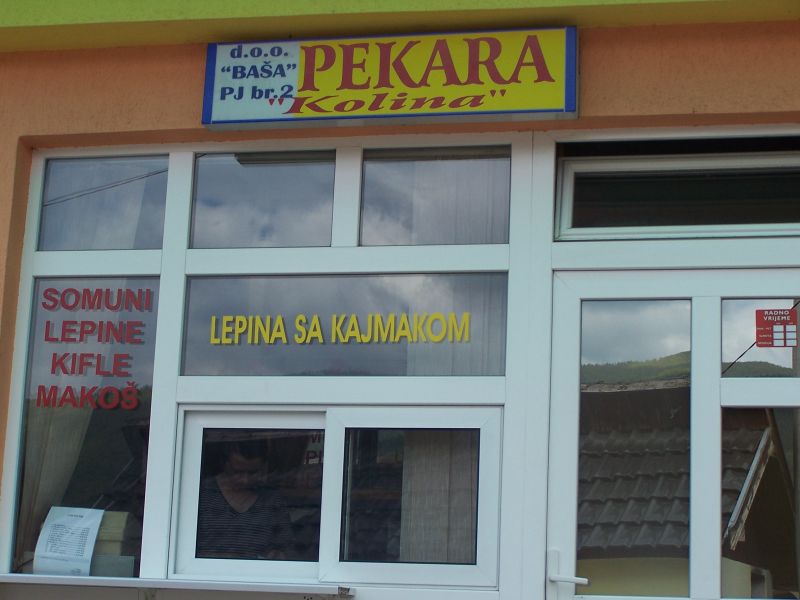 d.o.o.
"BAŠA"
PJ br.2
PEKARA
"Kolina"
SOMUNI
LEPINE
KIFLE
MAKOŠ
LEPINA SA KAJMAKOM
RADNO
VRIJEME